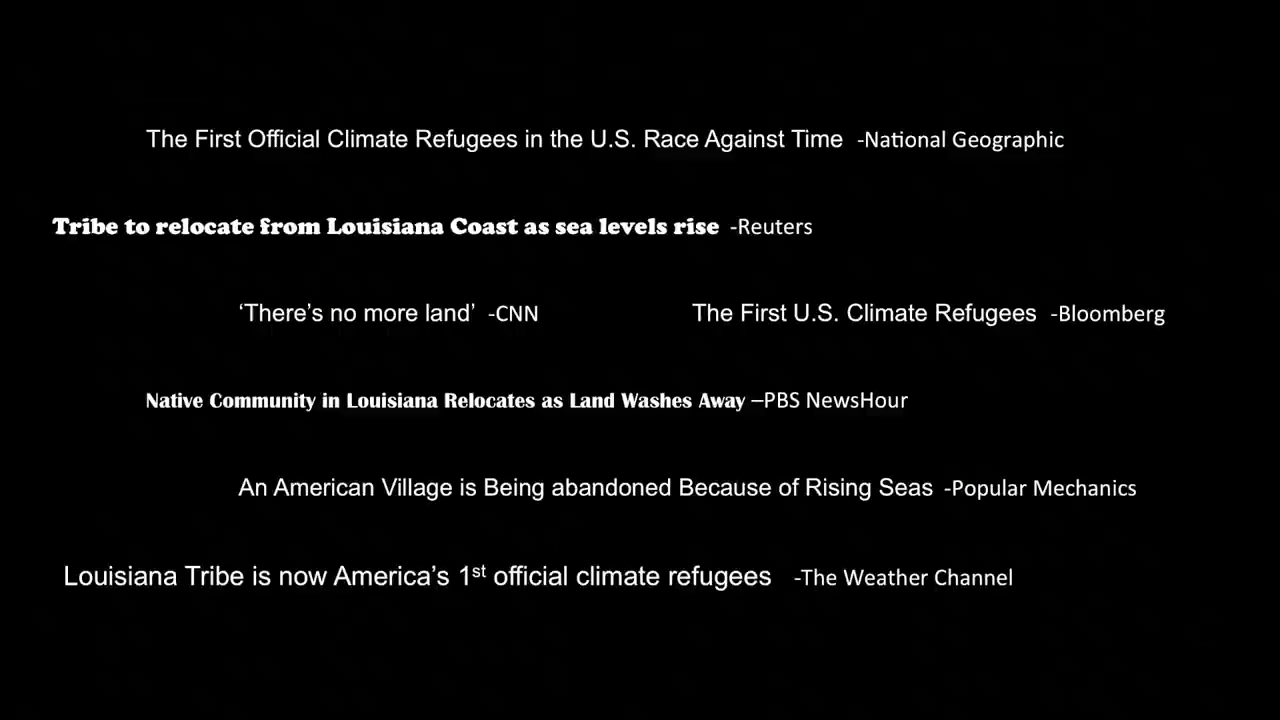 The First Official Climate Refugees in the U.S. Race Against Time -National Geographic
Tribe to relocate from Louisiana Coast as sea levels rise -Reuters
‘There’s no more land’ -CNN
The First U.S. Climate Refugees -Bloomberg
Native Community in Louisiana Relocates as Land Washes Away –PBS NewsHour
An American Village is Being abandoned Because of Rising Seas -Popular Mechanics
Louisiana Tribe is now America’s 1st official climate refugees -The Weather Channel